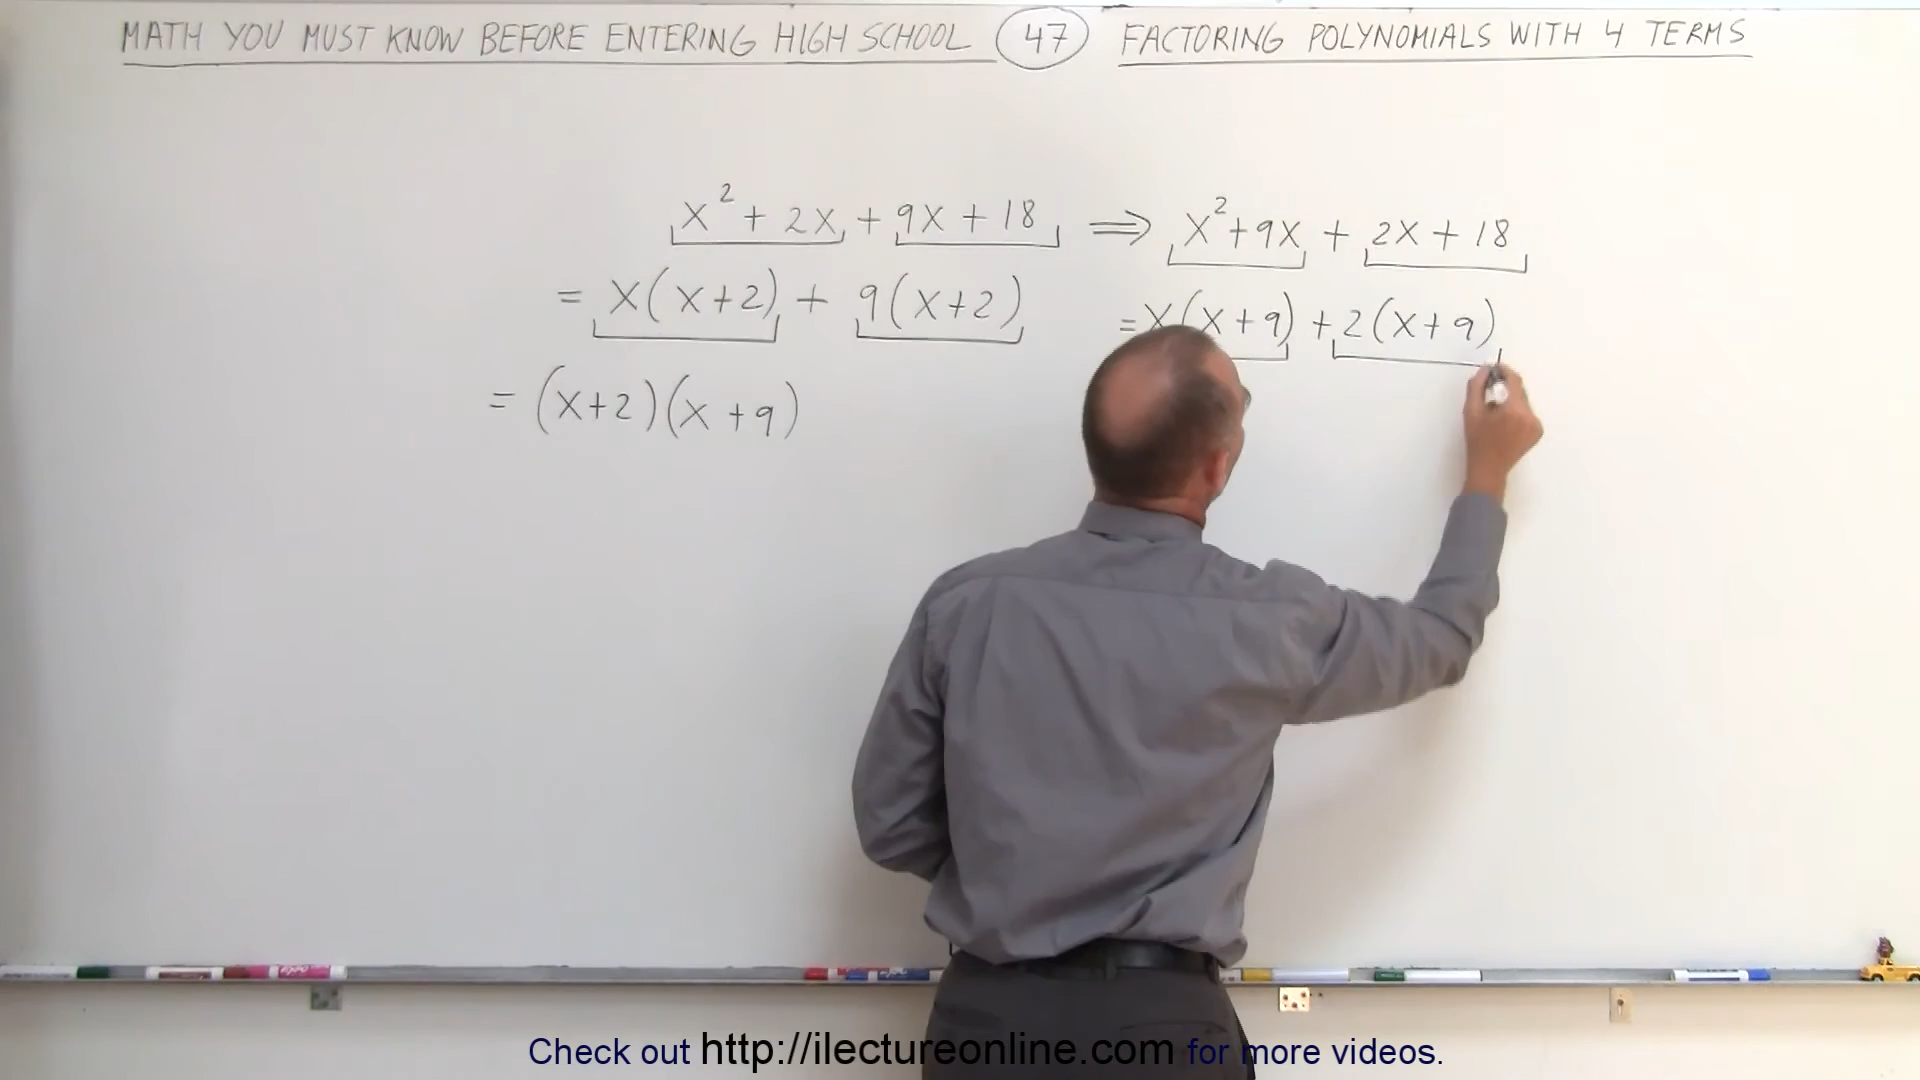 MATH YOU MUST KNOW BEFORE ENTERING HIGH SCHOOL 47 FACTORING POLYNOMIALS WITH 4 TERMS
x² + 2x + 9x + 18 ⟹ x² + 9x + 2x + 18
= x(x+2) + 9(x+2) = x(x+9) + 2(x+9)
= (x+2)(x+9)
Check out http://ilectureonline.com for more videos.